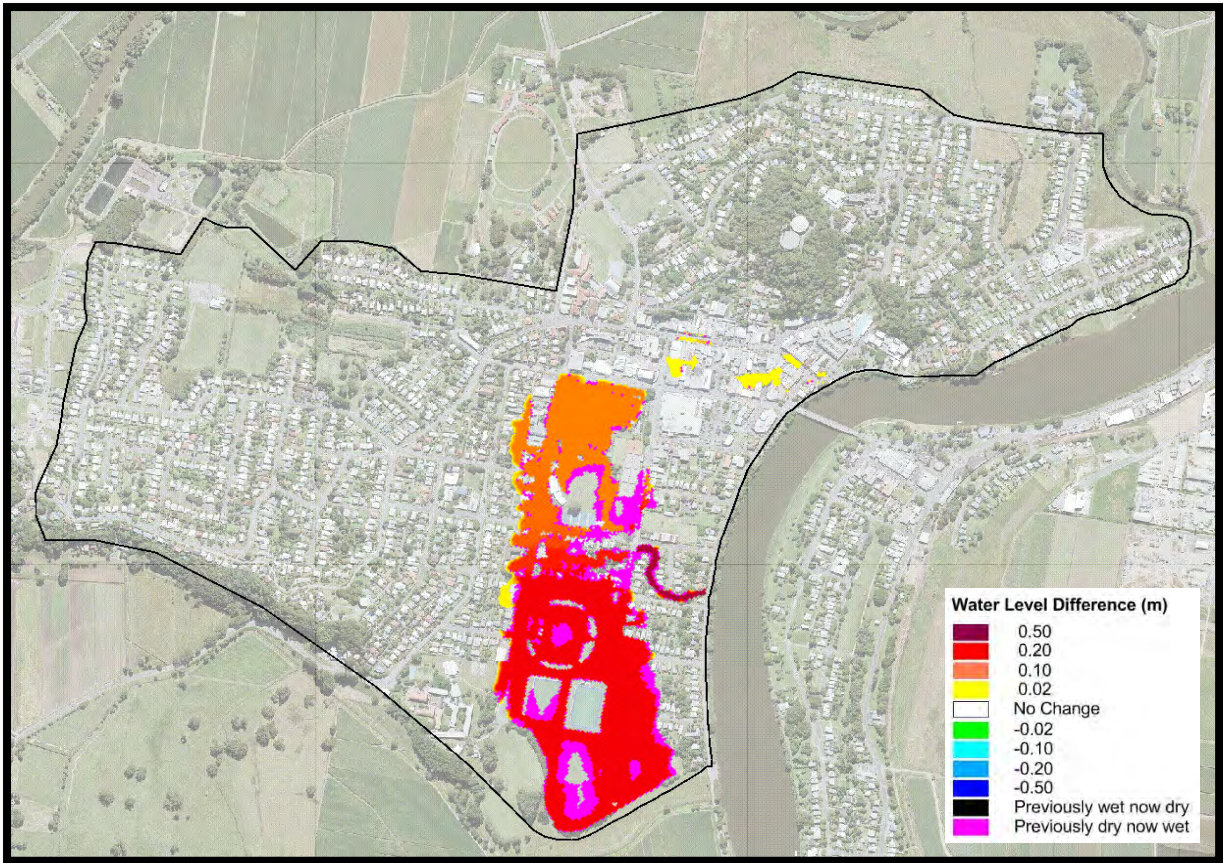 Water Level Difference (m)
0.50
0.20
0.10
0.02
No Change
-0.02
-0.10
-0.20
-0.50
Previously wet now dry
Previously dry now wet